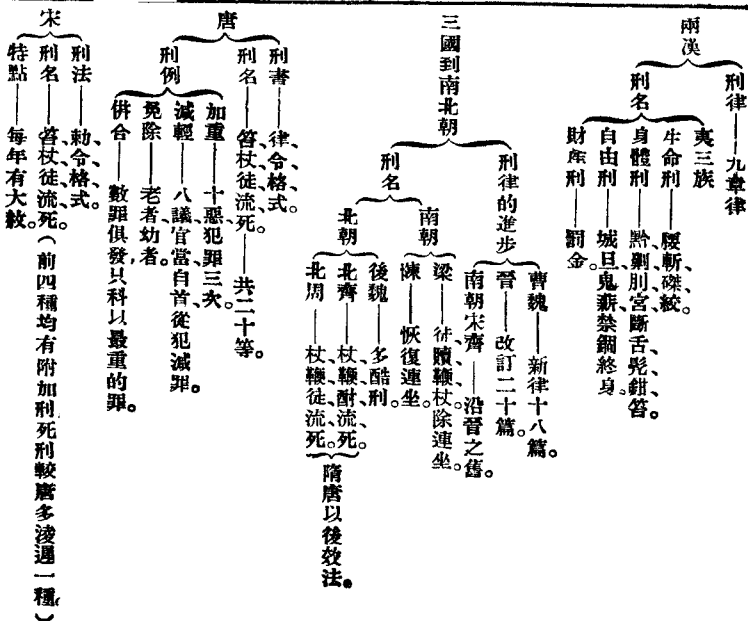 兩漢
刑律——九章律
刑名
夷三族
生命刑——腰斬、磔、絞。
身體刑——黥、劓、刖、宮、斷舌、髡鉗、笞。
自由刑——城旦、鬼薪、禁錮終身。
財產刑——罰金。
三國到南北朝
刑律的進步
曹魏——新律十八篇。
晉——改訂二十篇。
南朝宋齊——沿晉之舊。
刑名
南朝
梁——徒、贖、鞭杖、除連坐。
陳——恢復連坐。
北朝
後魏——多酷刑。
北齊——杖、鞭、耐、流、死。
北周——杖、鞭、徒、流、死。
隋唐以後效法。
唐
刑書——律、令、格、式。
刑名——笞、杖、徒、流、死。——共二十等。
刑例
加重——十惡、犯罪三次。
減輕——八議、官當、自首、從犯減罪。
免除——老者、幼者。
併合——數罪俱發，只科以最重的罪。
宋
刑法——勅、令、格、式。
刑名——笞、杖、徒、流、死。（前四種均有附加刑，死刑較唐多淩遲一種。）
特點——每年有大赦。